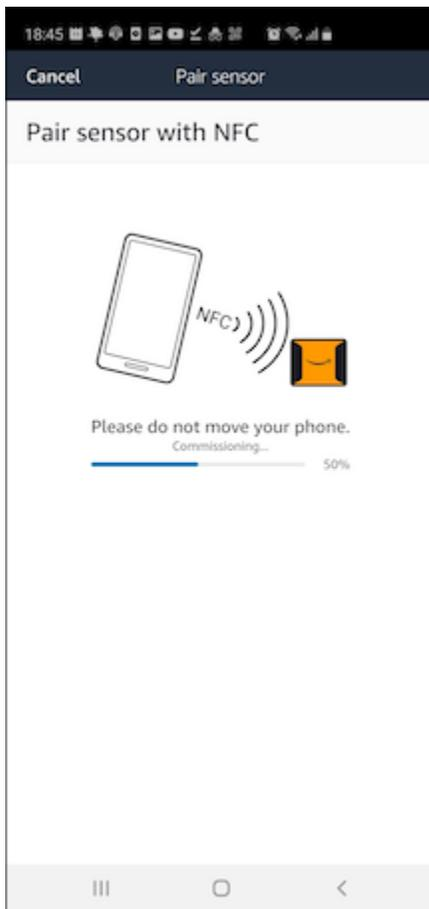 18:45
Cancel Pair sensor
Pair sensor with NFC
NFC
Please do not move your phone.
Commissioning...
50%